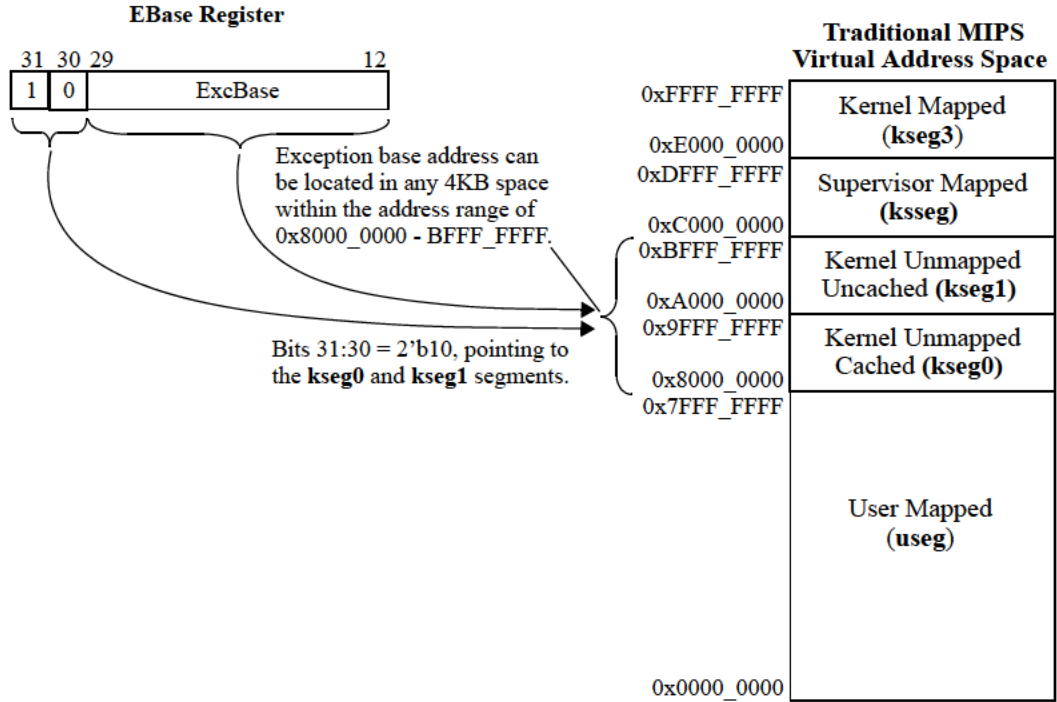 EBase Register
31 30 29 12
1 0 ExcBase
Exception base address can
be located in any 4KB space
within the address range of
0x8000_0000 - BFFF_FFFF.
Bits 31:30 = 2’b10, pointing to
the kseg0 and kseg1 segments.
Traditional MIPS
Virtual Address Space
0xFFFF_FFFF
Kernel Mapped
(kseg3)
0xE000_0000
0xDFFF_FFFF
Supervisor Mapped
(ksseg)
0xC000_0000
0xBFFF_FFFF
Kernel Unmapped
Uncached (kseg1)
0xA000_0000
0x9FFF_FFFF
Kernel Unmapped
Cached (kseg0)
0x8000_0000
0x7FFF_FFFF
User Mapped
(useg)
0x0000_0000